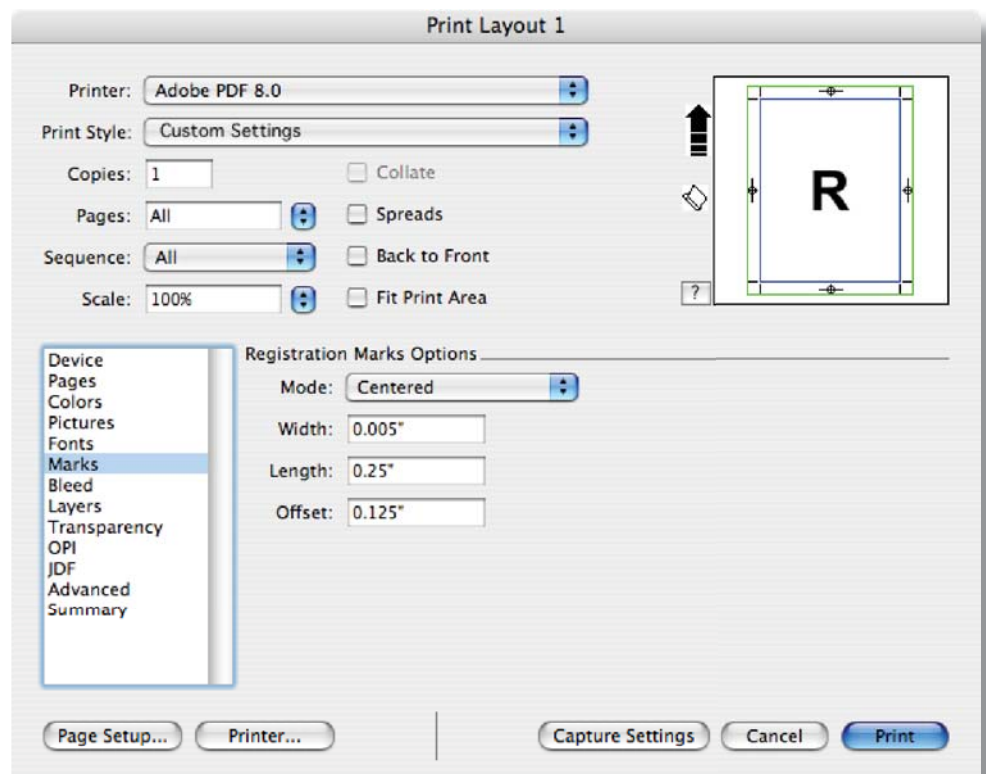 Print Layout 1
Printer: Adobe PDF 8.0
Print Style: Custom Settings
Copies: 1 Collate
Pages: All Spreads
Sequence: All Back to Front
Scale: 100% Fit Print Area
R
?
Device
Pages
Colors
Pictures
Fonts
Marks
Bleed
Layers
Transparency
OPI
JDF
Advanced
Summary
Registration Marks Options
Mode: Centered
Width: 0.005"
Length: 0.25"
Offset: 0.125"
Page Setup... Printer... Capture Settings Cancel Print